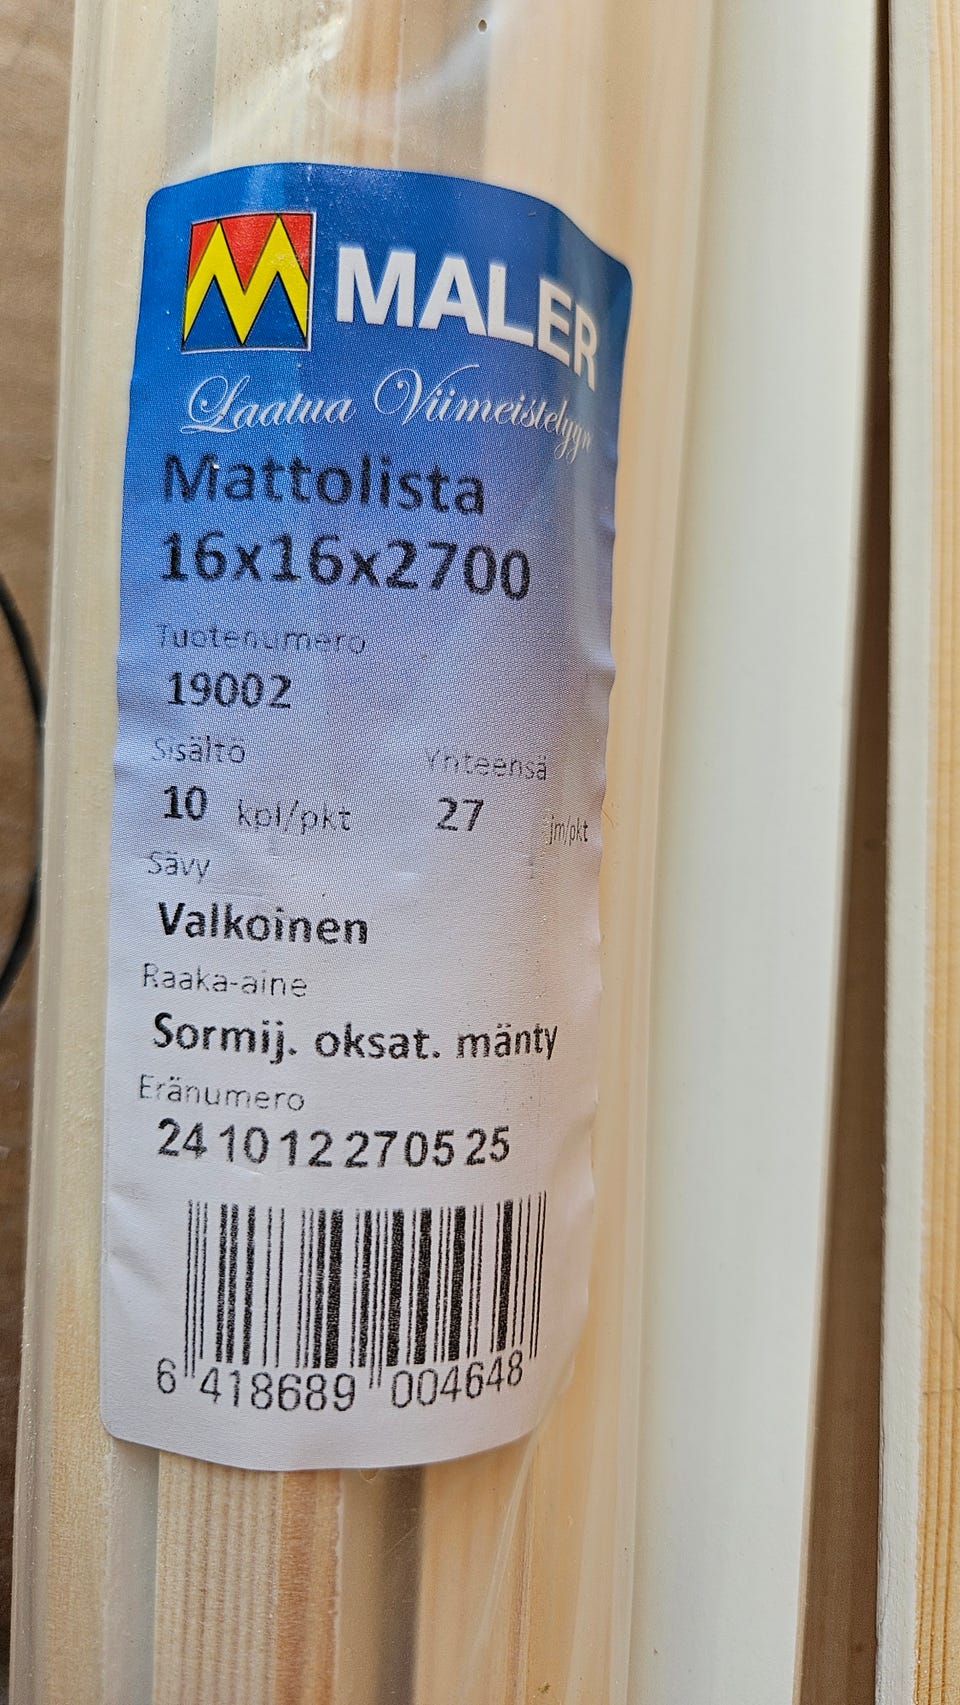 MALER
Laatua Viimeistelyyn
Mattolista
16x16x2700
Tuotenumero
19002
Sisältö Yhteensä
10 kpl/pkt 27 jm/pkt
Sävy
Valkoinen
Raaka-aine
Sormij. oksat. mänty
Eränumero
24 10 12 27 05 25
6 418689 004648